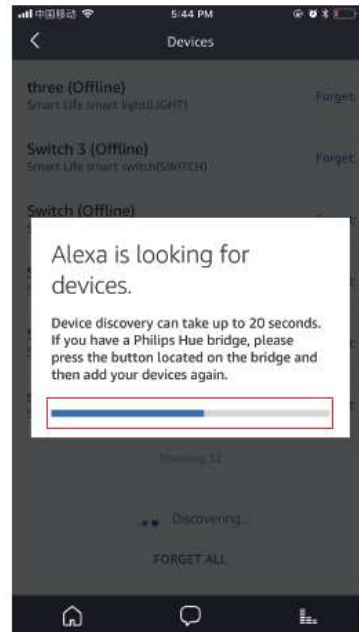 中国移动 5:44 PM
Devices
three (Offline)
Smart Life smart light(LIGHT) Forget
Switch 3 (Offline)
Smart Life smart switch(SWITCH) Forget
Switch (Offline)
Alexa is looking for
devices.
Device discovery can take up to 20 seconds.
If you have a Philips Hue bridge, please
press the button located on the bridge and
then add your devices again.
Showing 32
Discovering...
FORGET ALL